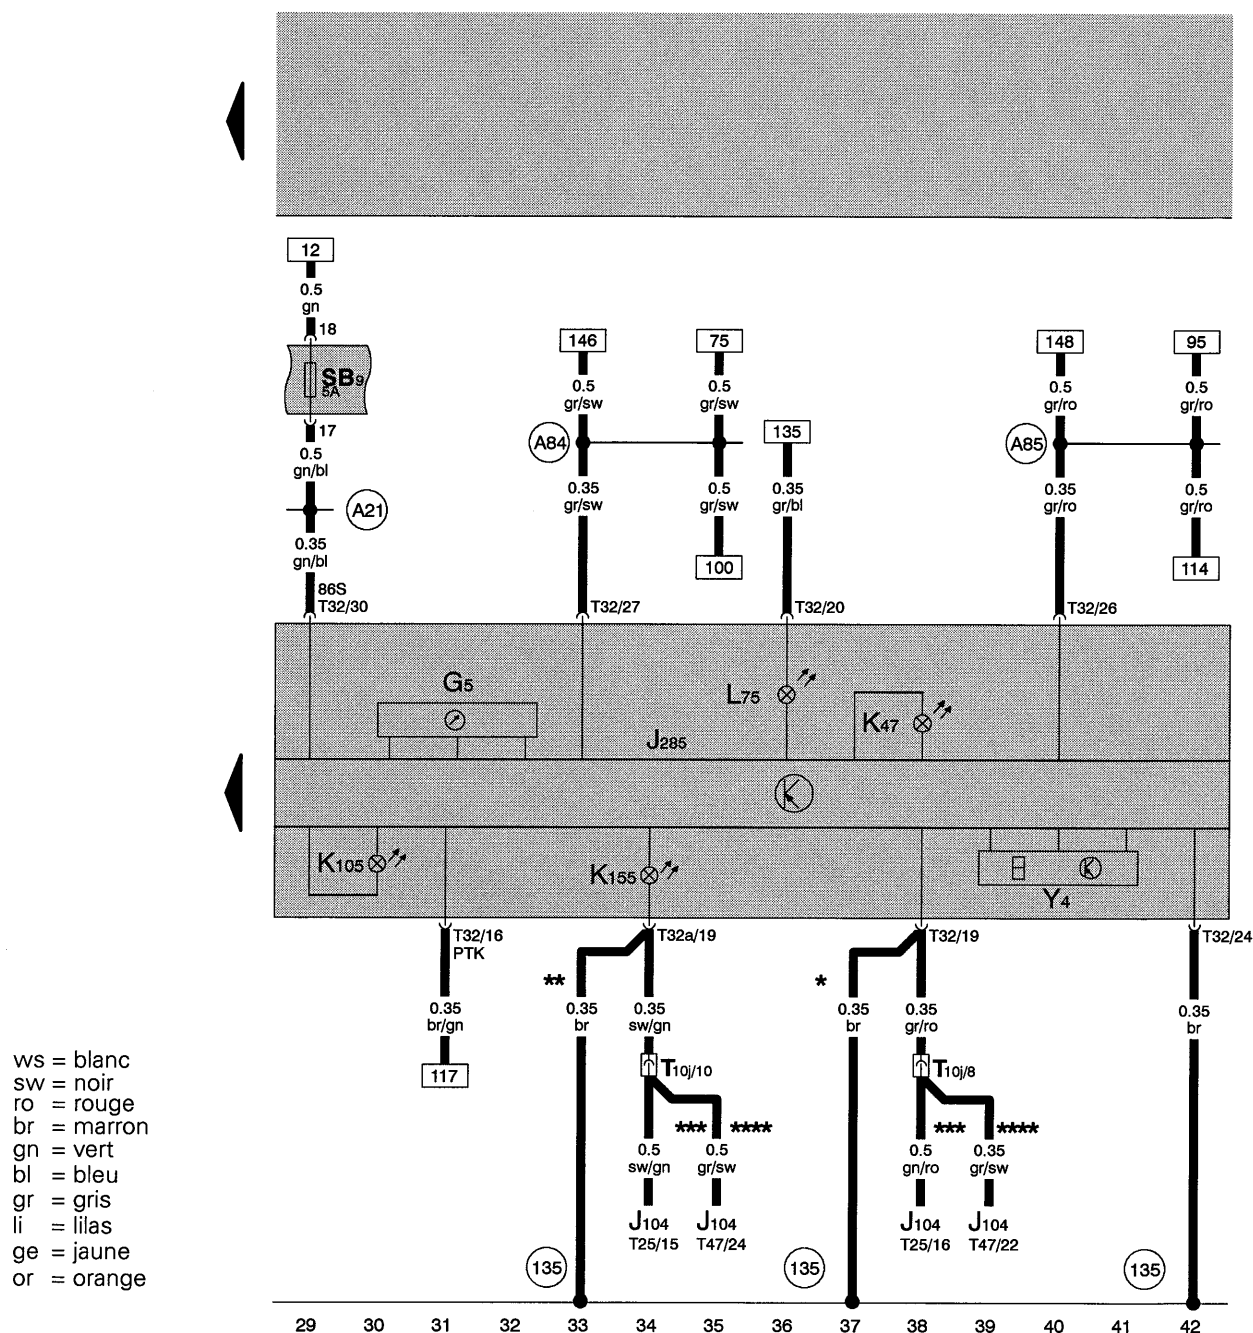 12
0.5
gn
18
SB9
5A
17
0.5
gn/bl
A21
0.35
gn/bl
86S
T32/30
146 75 148 95
0.5 0.5 0.5 0.5
gr/sw gr/sw gr/ro gr/ro
A84 135 A85
0.35 0.5 0.35 0.35 0.5
gr/sw gr/sw gr/bl gr/ro gr/ro
100 114
T32/27 T32/20 T32/26
G5
L75
K47
J285
K105
K155
Y4
T32/16 T32a/19 T32/19 T32/24
PTK
** *
0.35 0.35 0.35 0.35 0.35 0.35
br/gn br sw/gn br gr/ro br
117
T10j/10 T10j/8
*** **** *** ****
0.5 0.5 0.5 0.35
sw/gn gr/sw gn/ro gr/sw
J104 J104 J104 J104
T25/15 T47/24 T25/16 T47/22
135 135 135
ws = blanc
sw = noir
ro = rouge
br = marron
gn = vert
bl = bleu
gr = gris
li = lilas
ge = jaune
or = orange
29 30 31 32 33 34 35 36 37 38 39 40 41 42